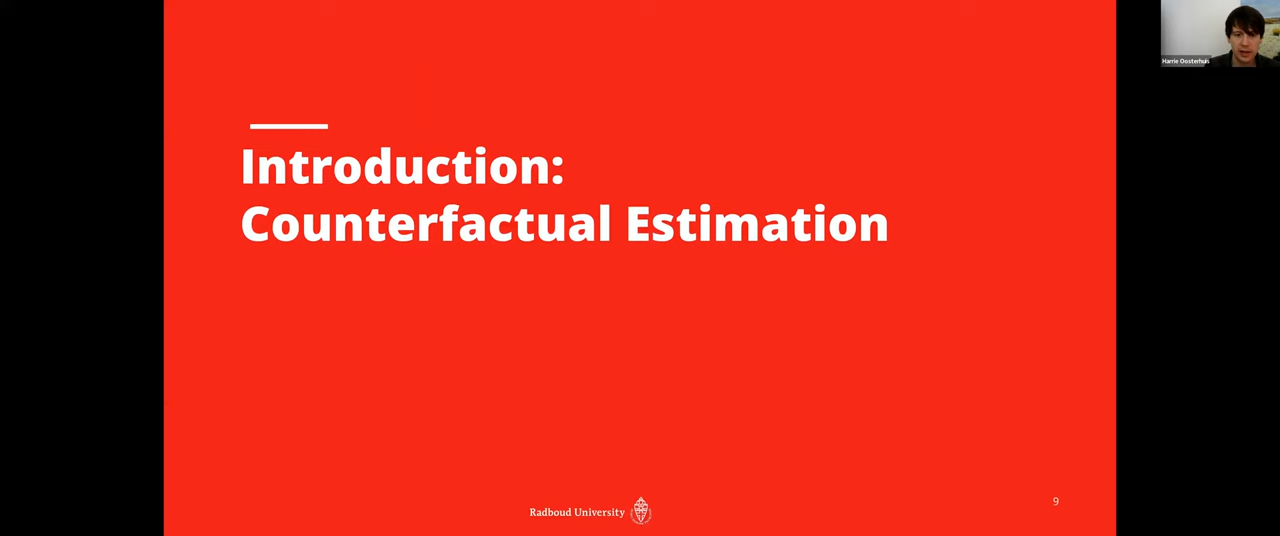 Harrie Oosterhuis
Introduction:
Counterfactual Estimation
Radboud University
9